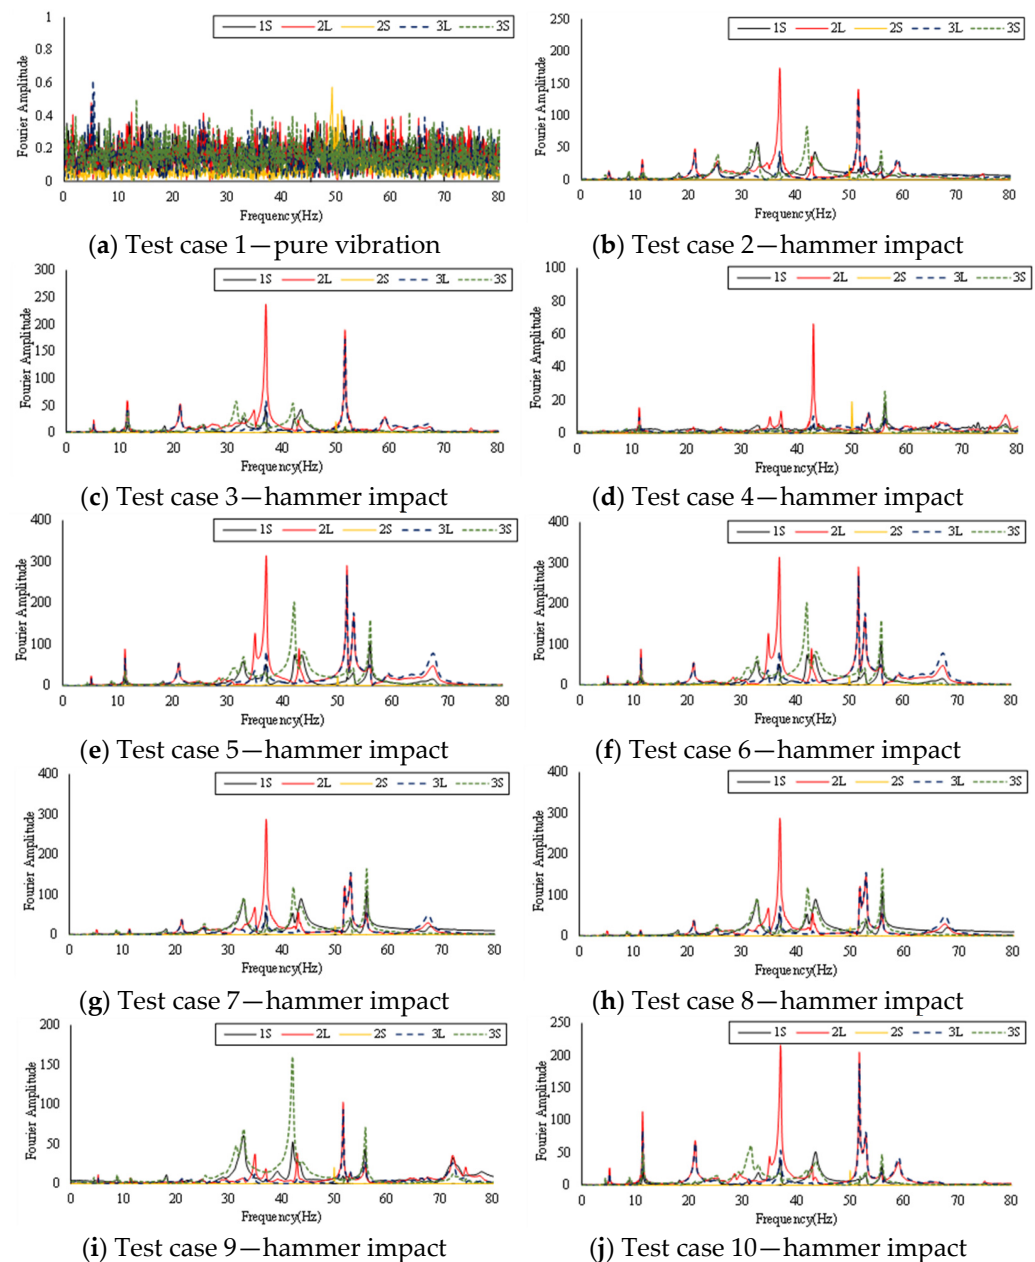 1S 2L 2S 3L 3S
1
0.8
0.6
0.4
0.2
0
Fourier Amplitude
0 10 20 30 40 50 60 70 80
Frequency(Hz)
(a) Test case 1—pure vibration
1S 2L 2S 3L 3S
250
200
150
100
50
0
Fourier Amplitude
0 10 20 30 40 50 60 70 80
Frequency(Hz)
(b) Test case 2—hammer impact
1S 2L 2S 3L 3S
300
250
200
150
100
50
0
Fourier Amplitude
0 10 20 30 40 50 60 70 80
Frequency(Hz)
(c) Test case 3—hammer impact
1S 2L 2S 3L 3S
100
80
60
40
20
0
Fourier Amplitude
0 10 20 30 40 50 60 70 80
Frequency(Hz)
(d) Test case 4—hammer impact
1S 2L 2S 3L 3S
400
300
200
100
0
Fourier Amplitude
0 10 20 30 40 50 60 70 80
Frequency(Hz)
(e) Test case 5—hammer impact
1S 2L 2S 3L 3S
400
300
200
100
0
Fourier Amplitude
0 10 20 30 40 50 60 70 80
Frequency(Hz)
(f) Test case 6—hammer impact
1S 2L 2S 3L 3S
400
300
200
100
0
Fourier Amplitude
0 10 20 30 40 50 60 70 80
Frequency(Hz)
(g) Test case 7—hammer impact
1S 2L 2S 3L 3S
400
300
200
100
0
Fourier Amplitude
0 10 20 30 40 50 60 70 80
Frequency(Hz)
(h) Test case 8—hammer impact
1S 2L 2S 3L 3S
200
150
100
50
0
Fourier Amplitude
0 10 20 30 40 50 60 70 80
Frequency(Hz)
(i) Test case 9—hammer impact
1S 2L 2S 3L 3S
250
200
150
100
50
0
Fourier Amplitude
0 10 20 30 40 50 60 70 80
Frequency(Hz)
(j) Test case 10—hammer impact